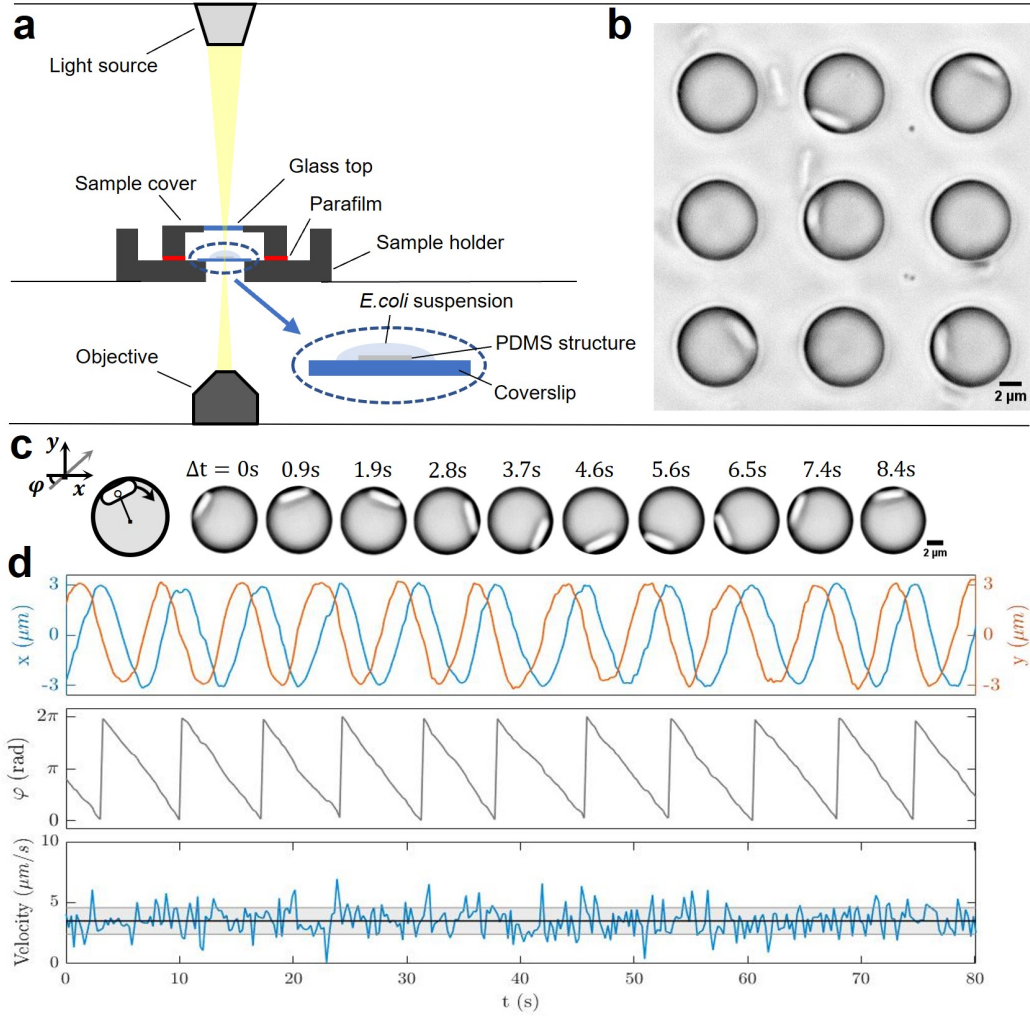 a
Light source
Glass top
Sample cover
Parafilm
Sample holder
E.coli suspension
PDMS structure
Objective
Coverslip
b
2 µm
c
y
φ
x
Δt = 0s 0.9s 1.9s 2.8s 3.7s 4.6s 5.6s 6.5s 7.4s 8.4s
2 µm
d
x (μm)
3
0
-3
3
0
-3
y (μm)
φ (rad)
2π
π
0
Velocity (μm/s)
10
5
0
0 10 20 30 40 50 60 70 80
t (s)